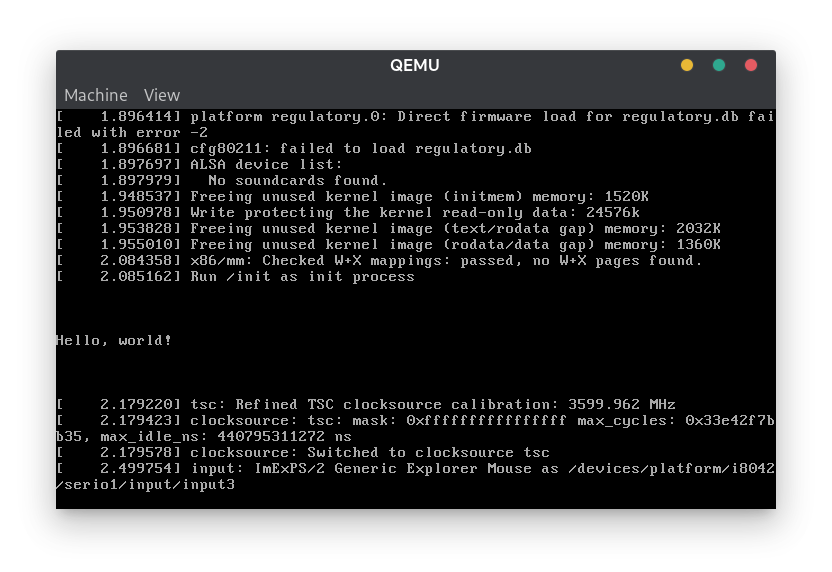 QEMU
Machine View
[    1.896414] platform regulatory.0: Direct firmware load for regulatory.db fai
led with error -2
[    1.896681] cfg80211: failed to load regulatory.db
[    1.897697] ALSA device list:
[    1.897979]   No soundcards found.
[    1.948537] Freeing unused kernel image (initmem) memory: 1520K
[    1.950978] Write protecting the kernel read-only data: 24576k
[    1.953828] Freeing unused kernel image (text/rodata gap) memory: 2032K
[    1.955010] Freeing unused kernel image (rodata/data gap) memory: 1360K
[    2.084358] x86/mm: Checked W+X mappings: passed, no W+X pages found.
[    2.085162] Run /init as init process
Hello, world!
[    2.179220] tsc: Refined TSC clocksource calibration: 3599.962 MHz
[    2.179423] clocksource: tsc: mask: 0xffffffffffffffff max_cycles: 0x33e42f7b
b35, max_idle_ns: 440795311272 ns
[    2.179578] clocksource: Switched to clocksource tsc
[    2.499754] input: ImExPS/2 Generic Explorer Mouse as /devices/platform/i8042
/serio1/input/input3